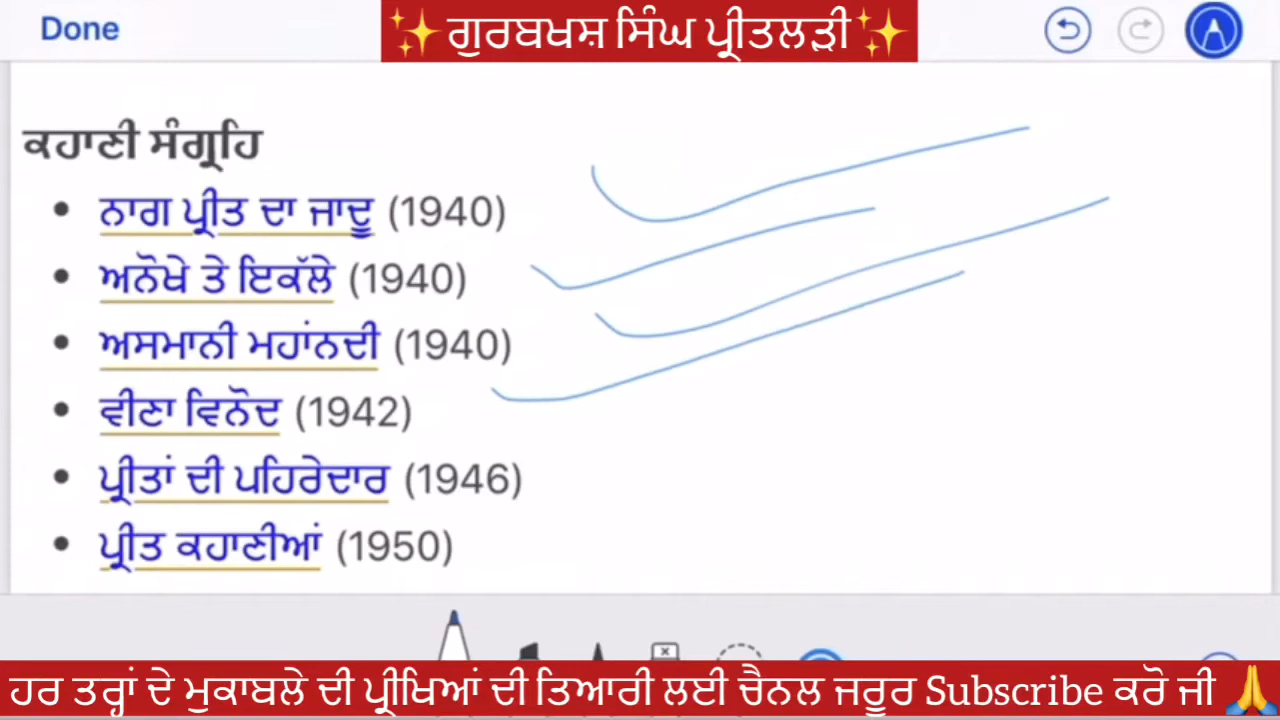 Done
✨ਗੁਰਬਖਸ਼ ਸਿੰਘ ਪ੍ਰੀਤਲੜੀ✨
ਕਹਾਣੀ ਸੰਗ੍ਰਹਿ
• ਨਾਗ ਪ੍ਰੀਤ ਦਾ ਜਾਦੂ (1940)
• ਅਨੋਖੇ ਤੇ ਇਕੱਲੇ (1940)
• ਅਸਮਾਨੀ ਮਹਾਂਨਦੀ (1940)
• ਵੀਣਾ ਵਿਨੋਦ (1942)
• ਪ੍ਰੀਤਾਂ ਦੀ ਪਹਿਰੇਦਾਰ (1946)
• ਪ੍ਰੀਤ ਕਹਾਣੀਆਂ (1950)
ਹਰ ਤਰ੍ਹਾਂ ਦੇ ਮੁਕਾਬਲੇ ਦੀ ਪ੍ਰੀਖਿਆਂ ਦੀ ਤਿਆਰੀ ਲਈ ਚੈਨਲ ਜਰੂਰ Subscribe ਕਰੋ ਜੀ 🙏